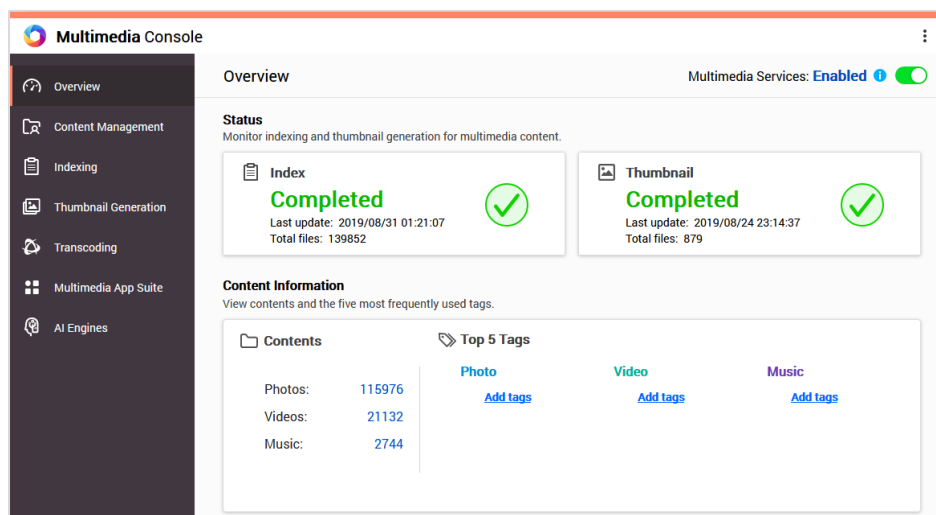 Multimedia Console
Overview
Content Management
Indexing
Thumbnail Generation
Transcoding
Multimedia App Suite
AI Engines
Overview
Multimedia Services: Enabled
Status
Monitor indexing and thumbnail generation for multimedia content.
Index
Completed
Last update: 2019/08/31 01:21:07
Total files: 139852
Thumbnail
Completed
Last update: 2019/08/24 23:14:37
Total files: 879
Content Information
View contents and the five most frequently used tags.
Contents
Photos: 115976
Videos: 21132
Music: 2744
Top 5 Tags
Photo Video Music
Add tags Add tags Add tags